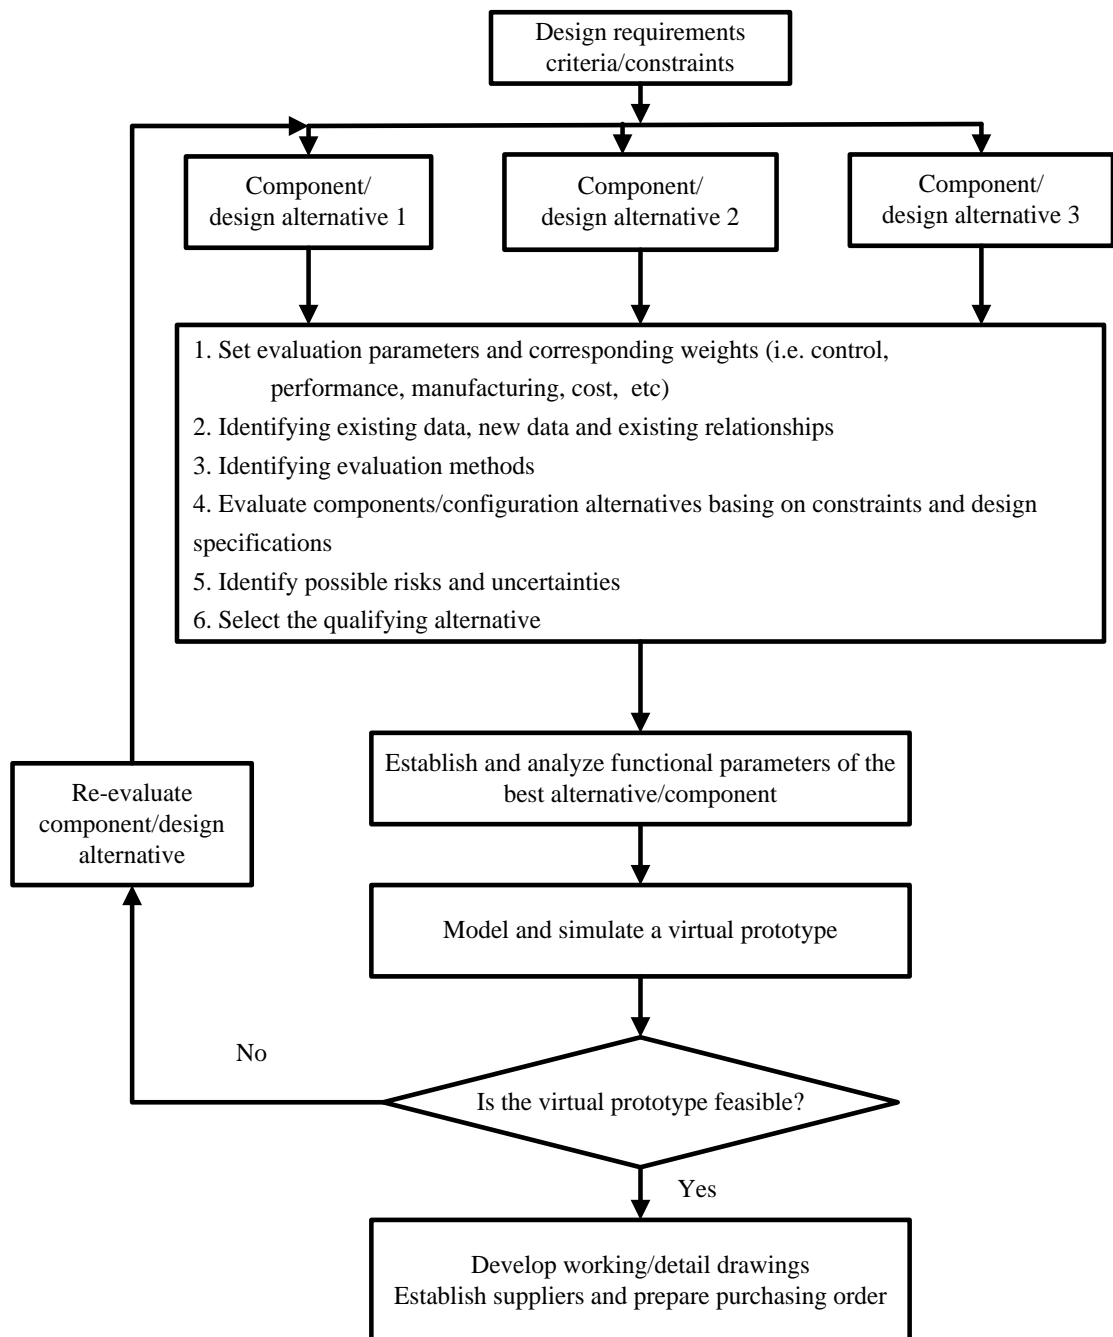 Design requirements
criteria/constraints
Component/
design alternative 1
Component/
design alternative 2
Component/
design alternative 3
1. Set evaluation parameters and corresponding weights (i.e. control,
performance, manufacturing, cost,  etc)
2. Identifying existing data, new data and existing relationships
3. Identifying evaluation methods
4. Evaluate components/configuration alternatives basing on constraints and design
specifications
5. Identify possible risks and uncertainties
6. Select the qualifying alternative
Establish and analyze functional parameters of the
best alternative/component
Re-evaluate
component/design
alternative
Model and simulate a virtual prototype
No
Is the virtual prototype feasible?
Yes
Develop working/detail drawings
Establish suppliers and prepare purchasing order